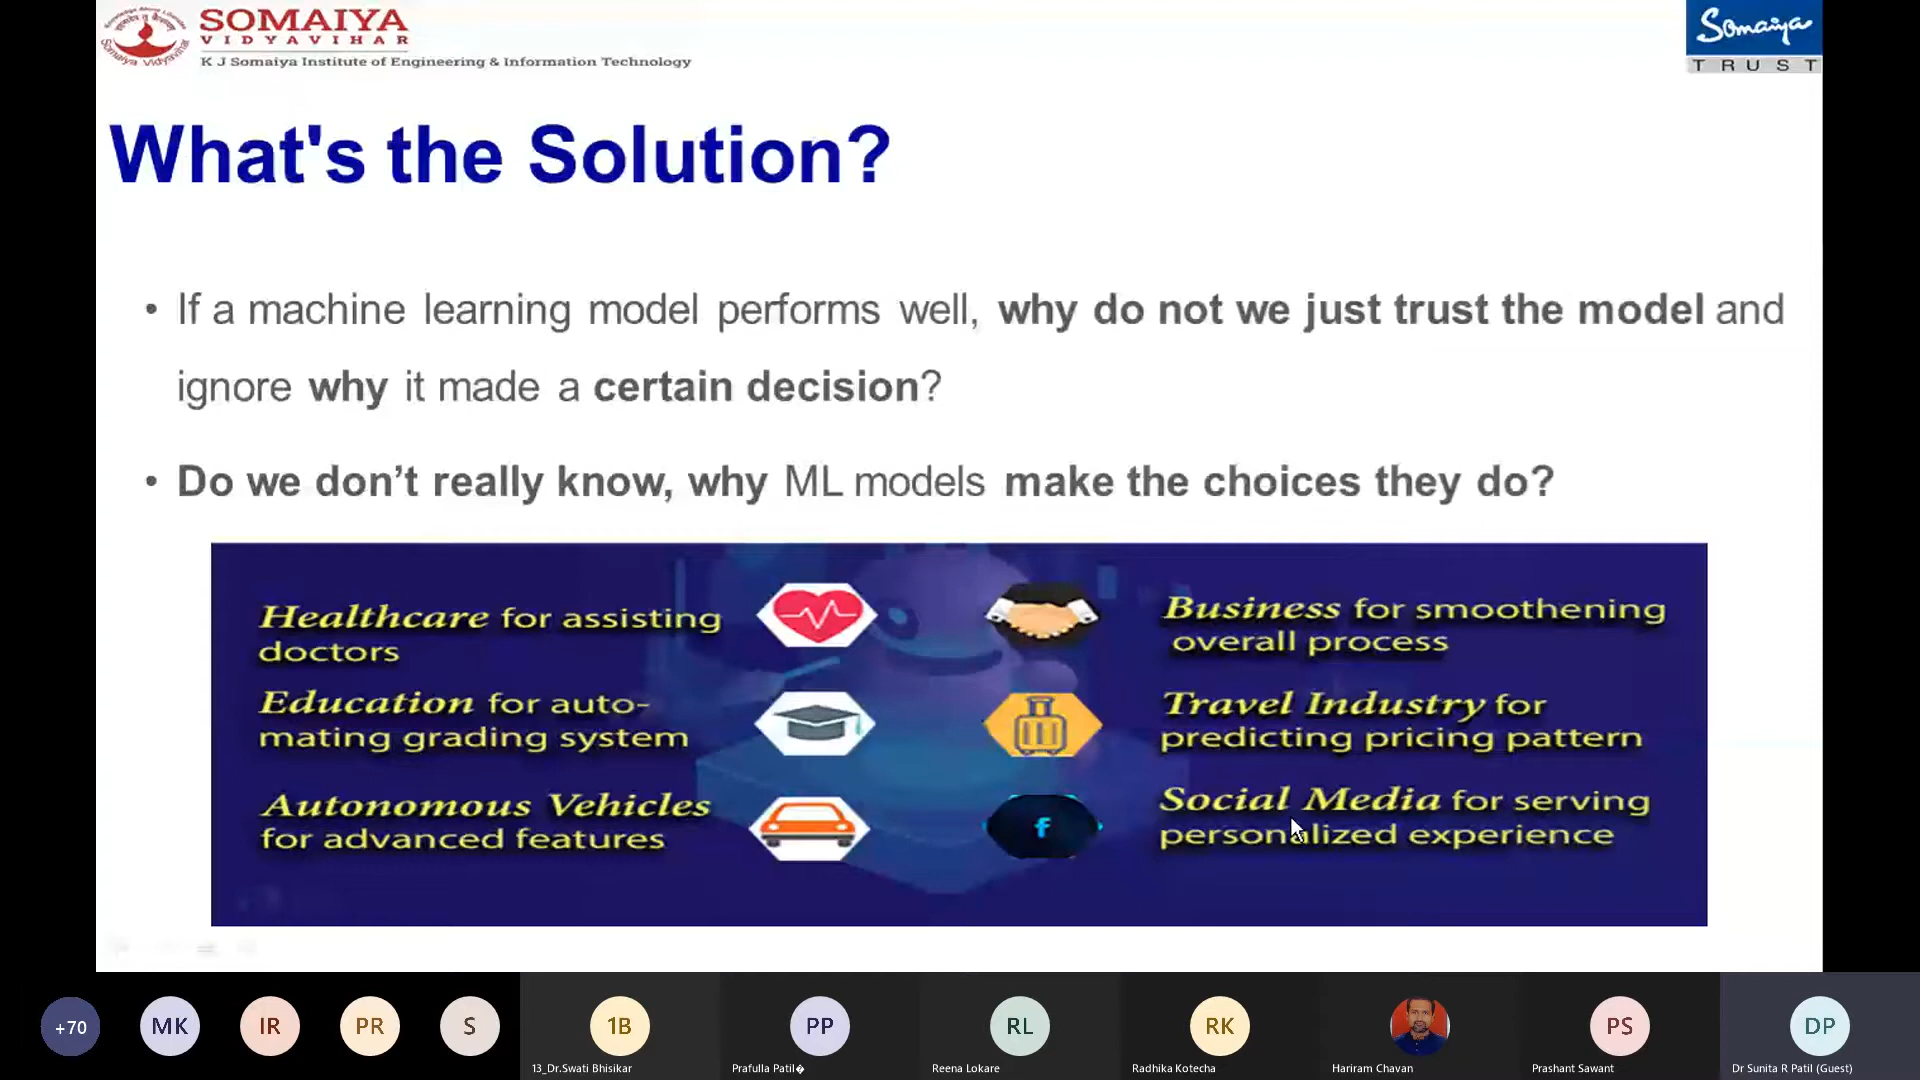 SOMAIYA
VIDYAVIHAR
K J Somaiya Institute of Engineering & Information Technology
Somaiya
TRUST
What's the Solution?
• If a machine learning model performs well, why do not we just trust the model and
ignore why it made a certain decision?
• Do we don’t really know, why ML models make the choices they do?
Healthcare for assisting
doctors
Education for auto-
mating grading system
Autonomous Vehicles
for advanced features
Business for smoothening
overall process
Travel Industry for
predicting pricing pattern
f
Social Media for serving
personalized experience
+70
MK
IR
PR
S
1B
13_Dr.Swati Bhisikar
PP
Prafulla Patil�
RL
Reena Lokare
RK
Radhika Kotecha
Hariram Chavan
PS
Prashant Sawant
DP
Dr Sunita R Patil (Guest)